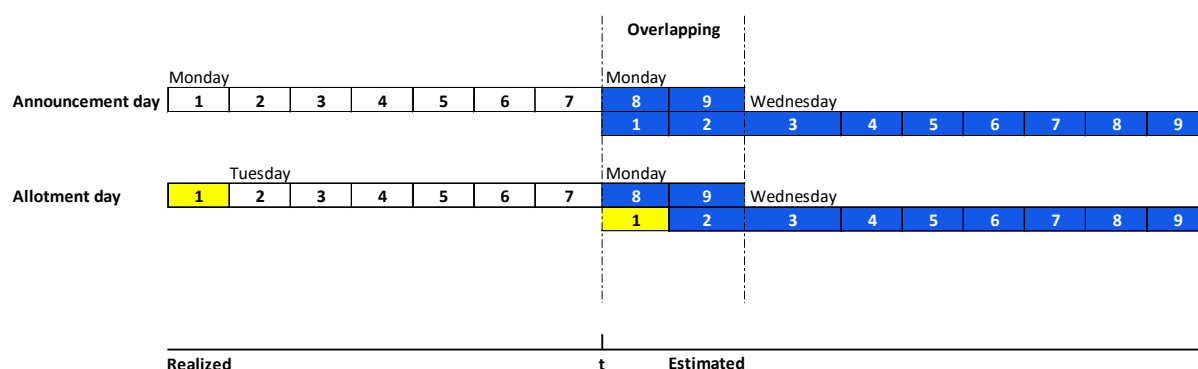 Overlapping
Monday Monday
Announcement day 1 2 3 4 5 6 7 8 9 Wednesday
1 2 3 4 5 6 7 8 9
Tuesday Monday
Allotment day 1 2 3 4 5 6 7 8 9 Wednesday
1 2 3 4 5 6 7 8 9
Realized t Estimated